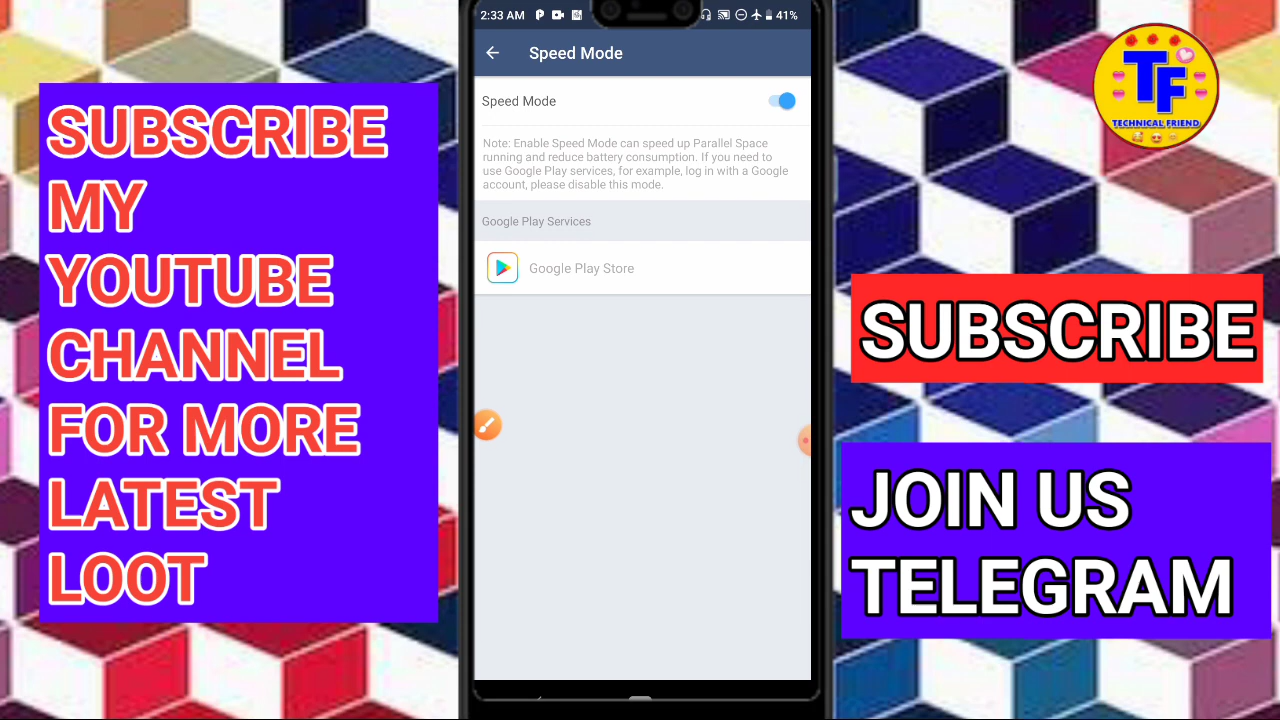 SUBSCRIBE
MY
YOUTUBE
CHANNEL
FOR MORE
LATEST
LOOT
2:33 AM
41%
Speed Mode
Speed Mode
Note: Enable Speed Mode can speed up Parallel Space
running and reduce battery consumption. If you need to
use Google Play services, for example, log in with a Google
account, please disable this mode.
Google Play Services
Google Play Store
TF
TECHNICAL FRIEND
SUBSCRIBE
JOIN US
TELEGRAM